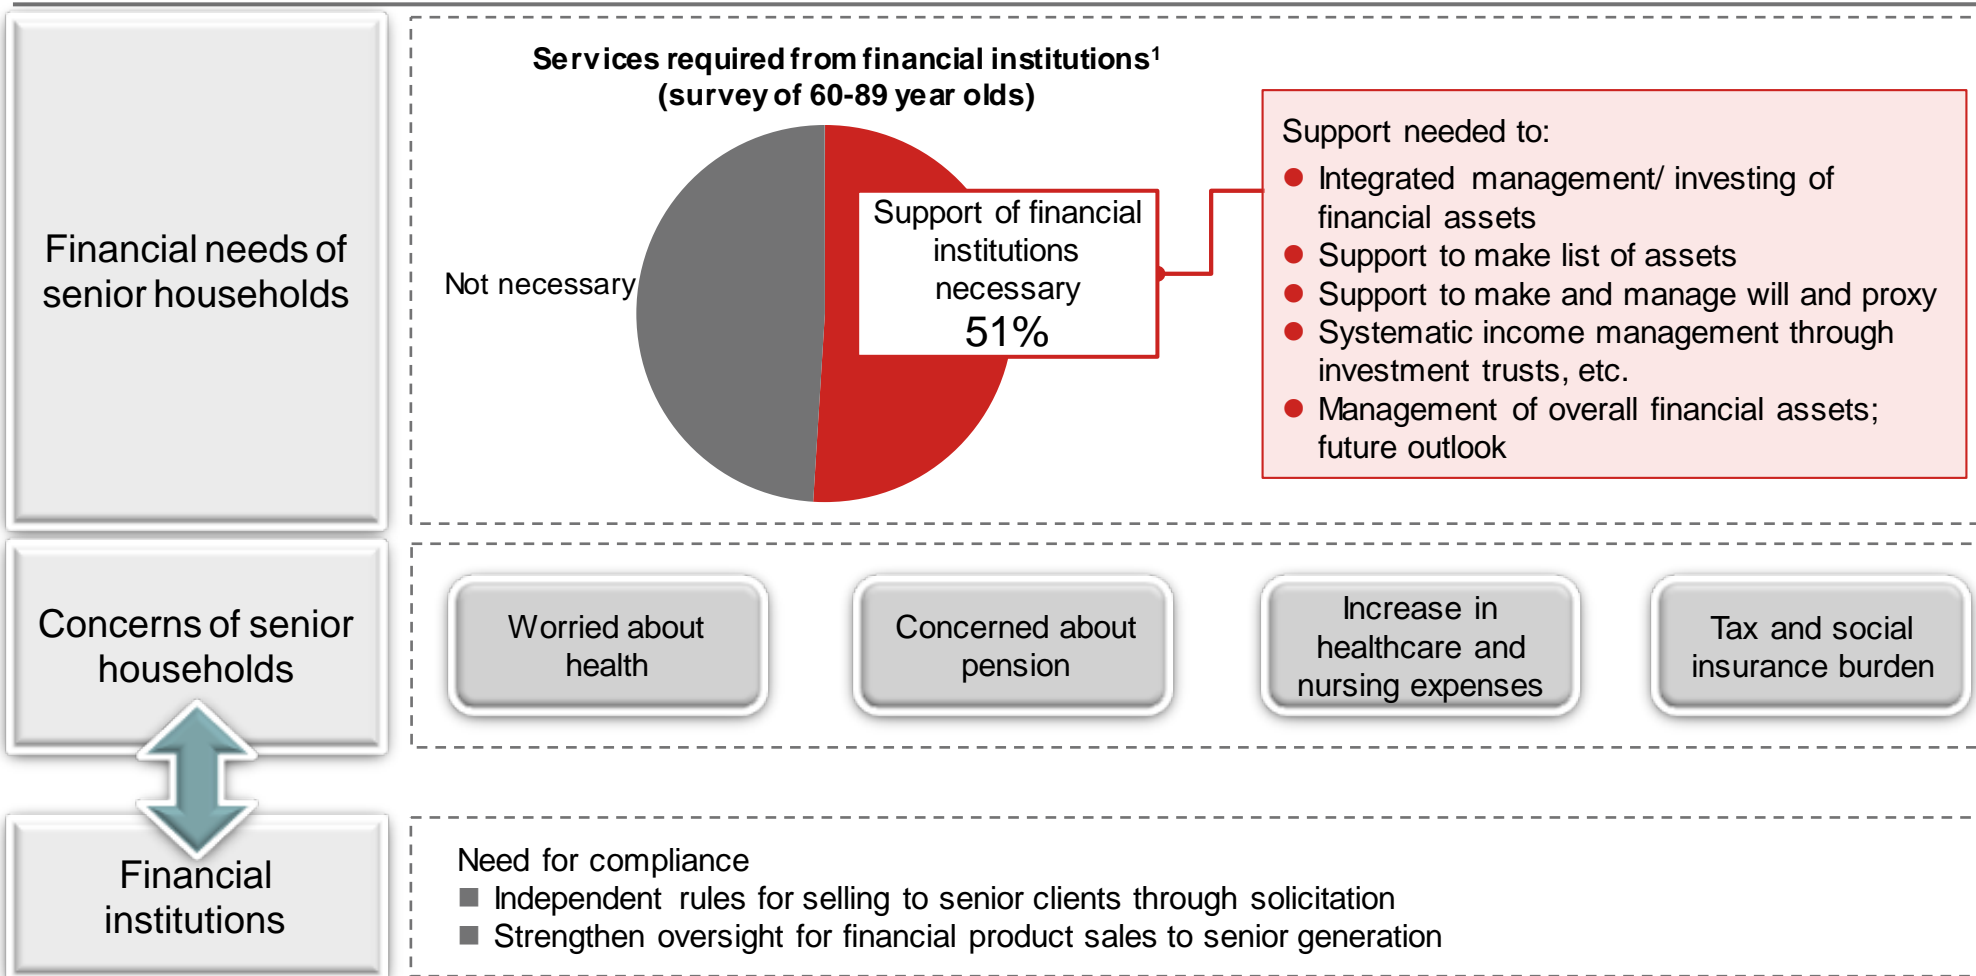 Financial needs of
senior households
Services required from financial institutions¹
(survey of 60-89 year olds)
Not necessary
Support of financial
institutions
necessary
51%
Support needed to:
● Integrated management/ investing of
financial assets
● Support to make list of assets
● Support to make and manage will and proxy
● Systematic income management through
investment trusts, etc.
● Management of overall financial assets;
future outlook
Concerns of senior
households
Worried about
health
Concerned about
pension
Increase in
healthcare and
nursing expenses
Tax and social
insurance burden
Financial
institutions
Need for compliance
■ Independent rules for selling to senior clients through solicitation
■ Strengthen oversight for financial product sales to senior generation